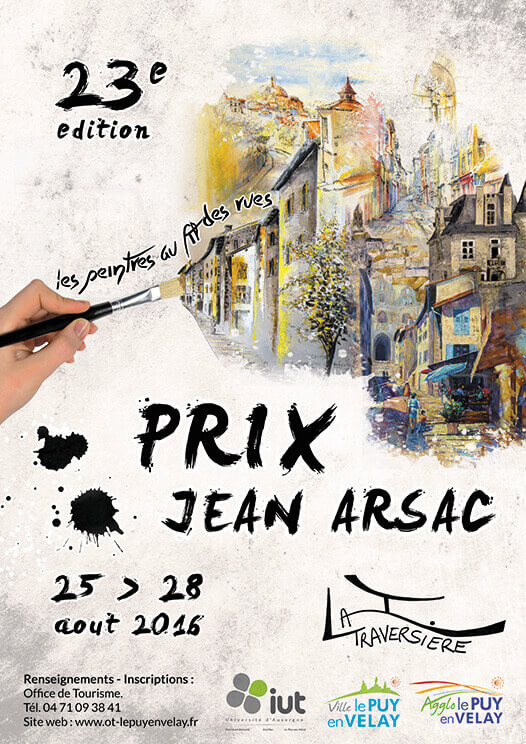 23e
edition
les peintres au fil des rues
PRIX
JEAN ARSAC
25 > 28
aout 2016
LA
TRAVERSIERE
Renseignements - Inscriptions :
Office de Tourisme.
Tél. 04 71 09 38 41
Site web : www.ot-lepuyenvelay.fr
iut
Université d'Auvergne
Ville le PUY
en VELAY
Agglo le PUY
en VELAY